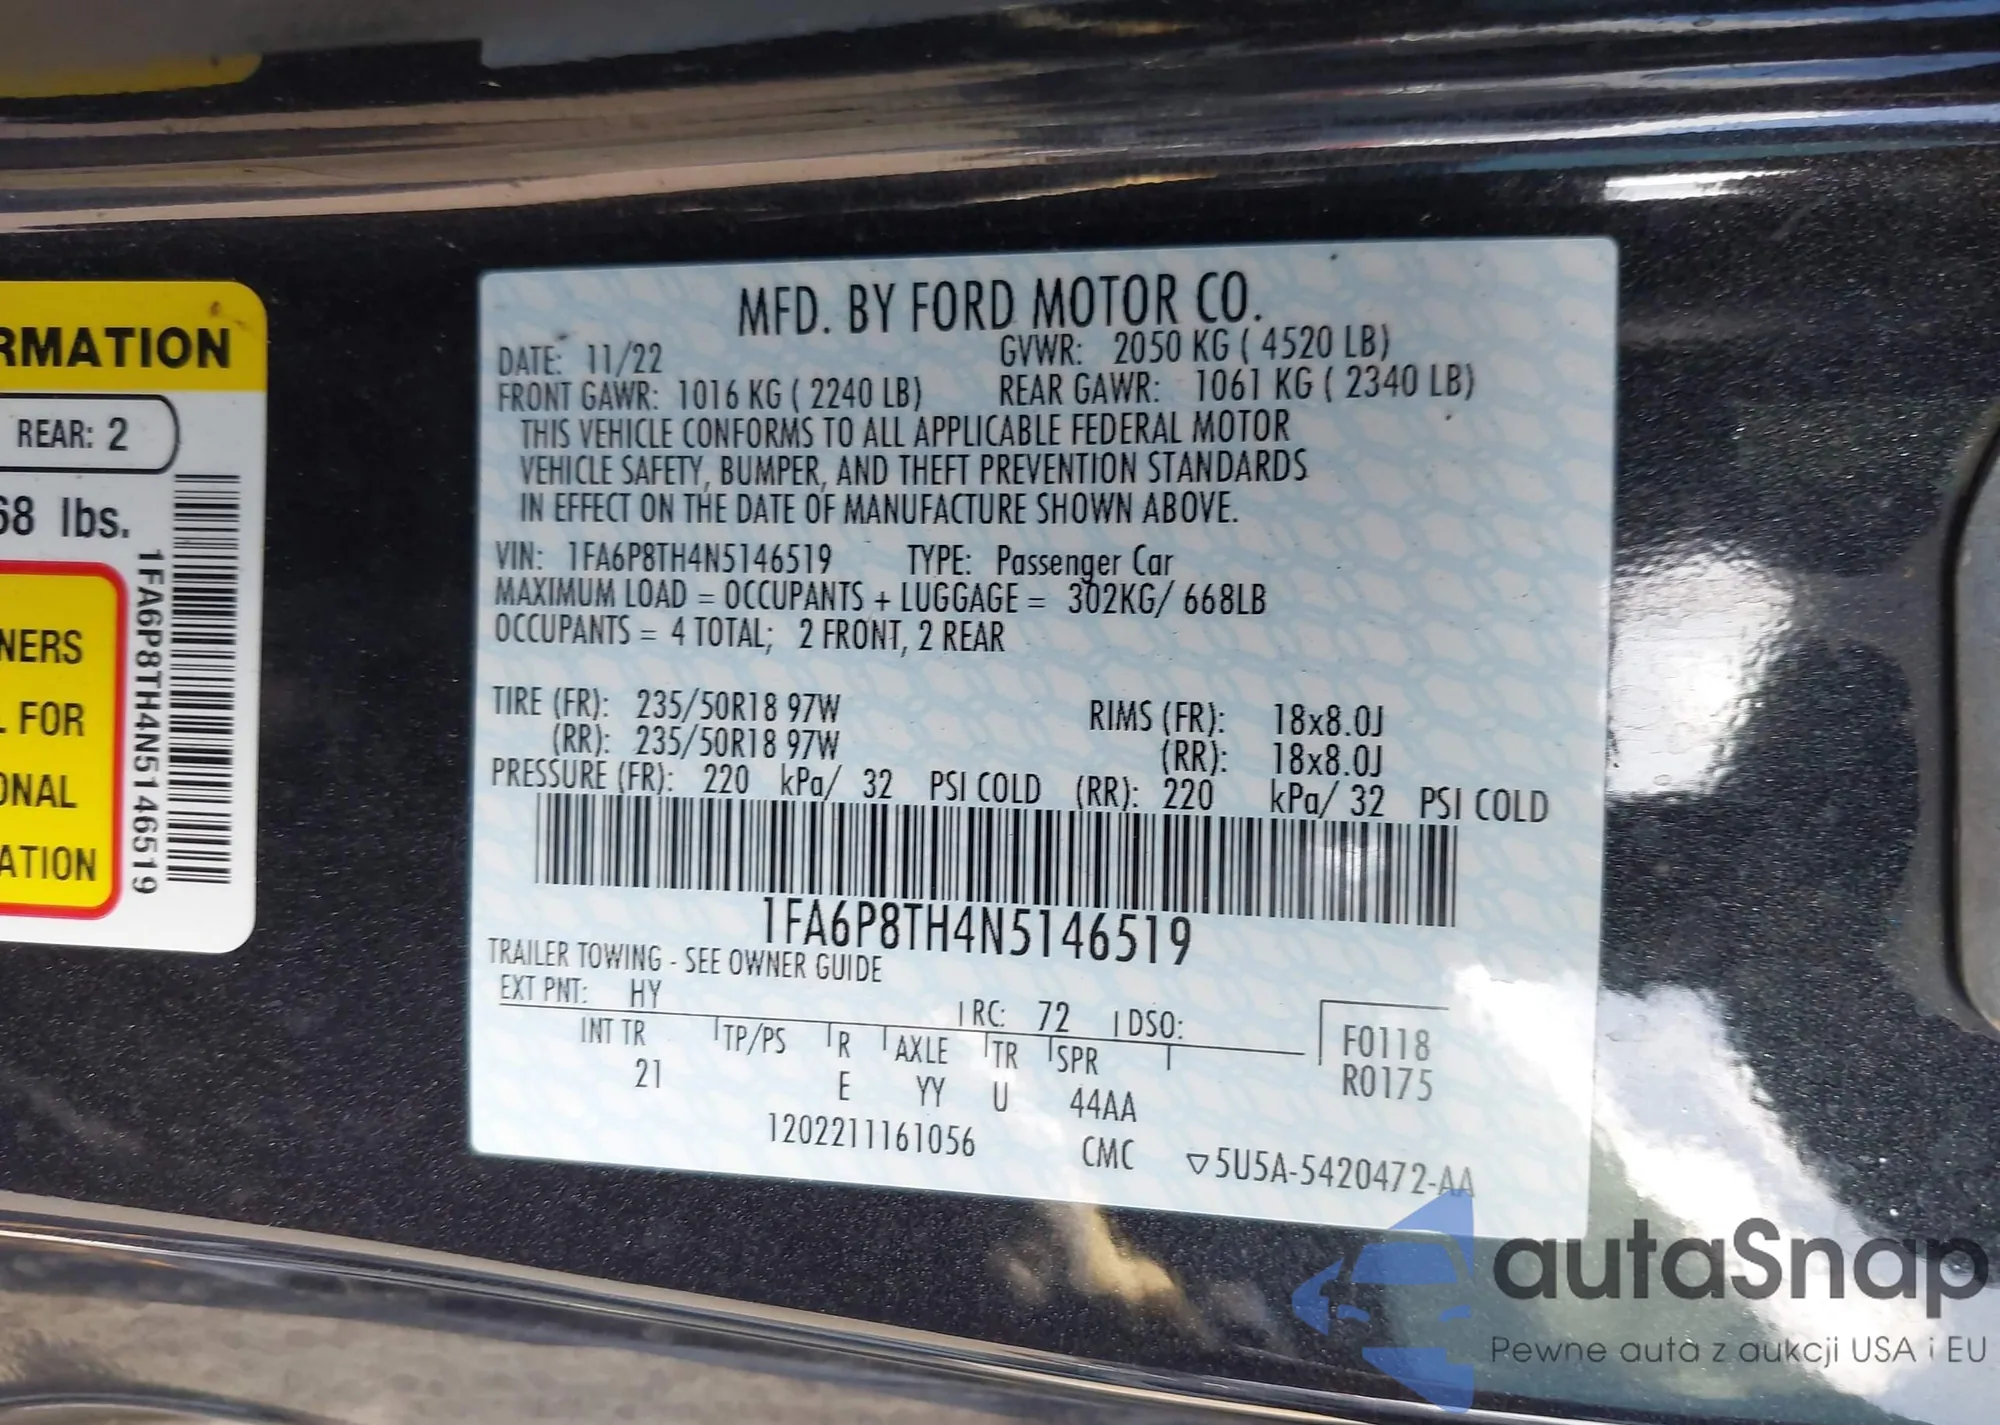 RMATION
REAR: 2
68 lbs.
NERS
FOR
ONAL
ATION
1FA6P8TH4N5146519
MFD. BY FORD MOTOR CO.
DATE: 11/22 GVWR: 2050 KG ( 4520 LB)
FRONT GAWR: 1016 KG ( 2240 LB) REAR GAWR: 1061 KG ( 2340 LB)
THIS VEHICLE CONFORMS TO ALL APPLICABLE FEDERAL MOTOR
VEHICLE SAFETY, BUMPER, AND THEFT PREVENTION STANDARDS
IN EFFECT ON THE DATE OF MANUFACTURE SHOWN ABOVE.
VIN: 1FA6P8TH4N5146519 TYPE: Passenger Car
MAXIMUM LOAD = OCCUPANTS + LUGGAGE = 302KG/ 668LB
OCCUPANTS = 4 TOTAL; 2 FRONT, 2 REAR
TIRE (FR): 235/50R18 97W RIMS (FR): 18x8.0J
(RR): 235/50R18 97W (RR): 18x8.0J
PRESSURE (FR): 220 kPa/ 32 PSI COLD (RR): 220 kPa/ 32 PSI COLD
1FA6P8TH4N5146519
TRAILER TOWING - SEE OWNER GUIDE
EXT PNT: HY RC: 72 DSO:
INT TR TP/PS R AXLE TR SPR F0118
21 E YY U 44AA R0175
1202211161056 CMC ▽5U5A-5420472-AA
autaSnap
Pewne auta z aukcji USA i EU